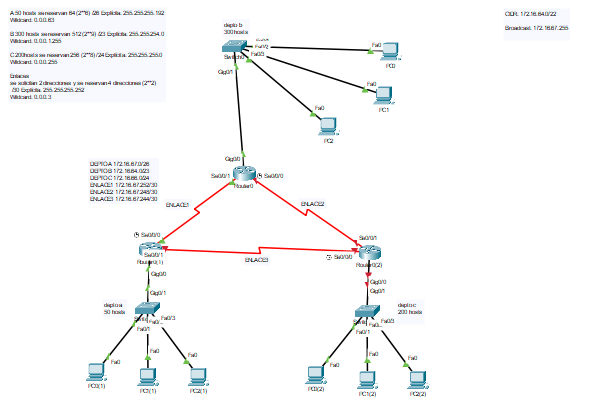 A 50 hosts se reservan 64 (2**6) /26 Explicita. 255.255.255.192
Wildcard. 0.0.0.63
B 300 hosts se reservan 512 (2**9) /23 Explicita. 255.255.254.0
Wildcard. 0.0.1.255
C 200hosts se reservan 256 (2**8) /24 Explicita. 255.255.255.0
Wildcard. 0.0.0.255
Enlaces
se solicitan 2 direcciones y se reservan 4 direcciones (2**2)
/30 Explicita. 255.255.255.252
Wildcard. 0.0.0.3
CIDR. 172.16.64.0/22
Broadcast. 172.16.67.255
depto b
300 hosts
Fa0/2
Fa0/3
Switch0
Gig0/1
Fa0
PC0
Fa0
PC1
Fa0
PC2
Gig0/0
Se0/0/1
Se0/0/0
Router0
DEPTO A 172.16.67.0/26
DEPTO B 172.16.64.0/23
DEPTO C 172.16.66.0/24
ENLACE1 172.16.67.252/30
ENLACE2 172.16.67.248/30
ENLACE3 172.16.67.244/30
ENLACE1
ENLACE2
Se0/0/0
Se0/0/1
Router0(1)
ENLACE3
Se0/0/1
Se0/0/0
Router0(2)
Gig0/0
Gig0/1
Gig0/0
Gig0/1
depto a
50 hosts
Fa0/3
Fa0/1
depto c
200 hosts
Fa0/3
Fa0/1
Fa0
PC0(1)
Fa0
PC1(1)
Fa0
PC2(1)
Fa0
PC0(2)
Fa0
PC1(2)
Fa0
PC2(2)